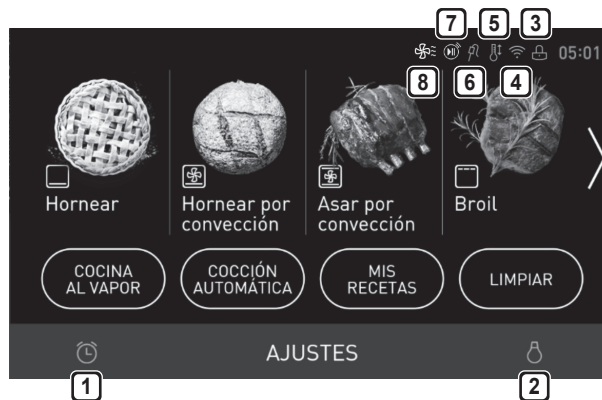 7 5 3
05:01
8 6 4
Hornear
Hornear por
convección
Asar por
convección
Broil
COCINA
AL VAPOR
COCCIÓN
AUTOMÁTICA
MIS
RECETAS
LIMPIAR
AJUSTES
1 2